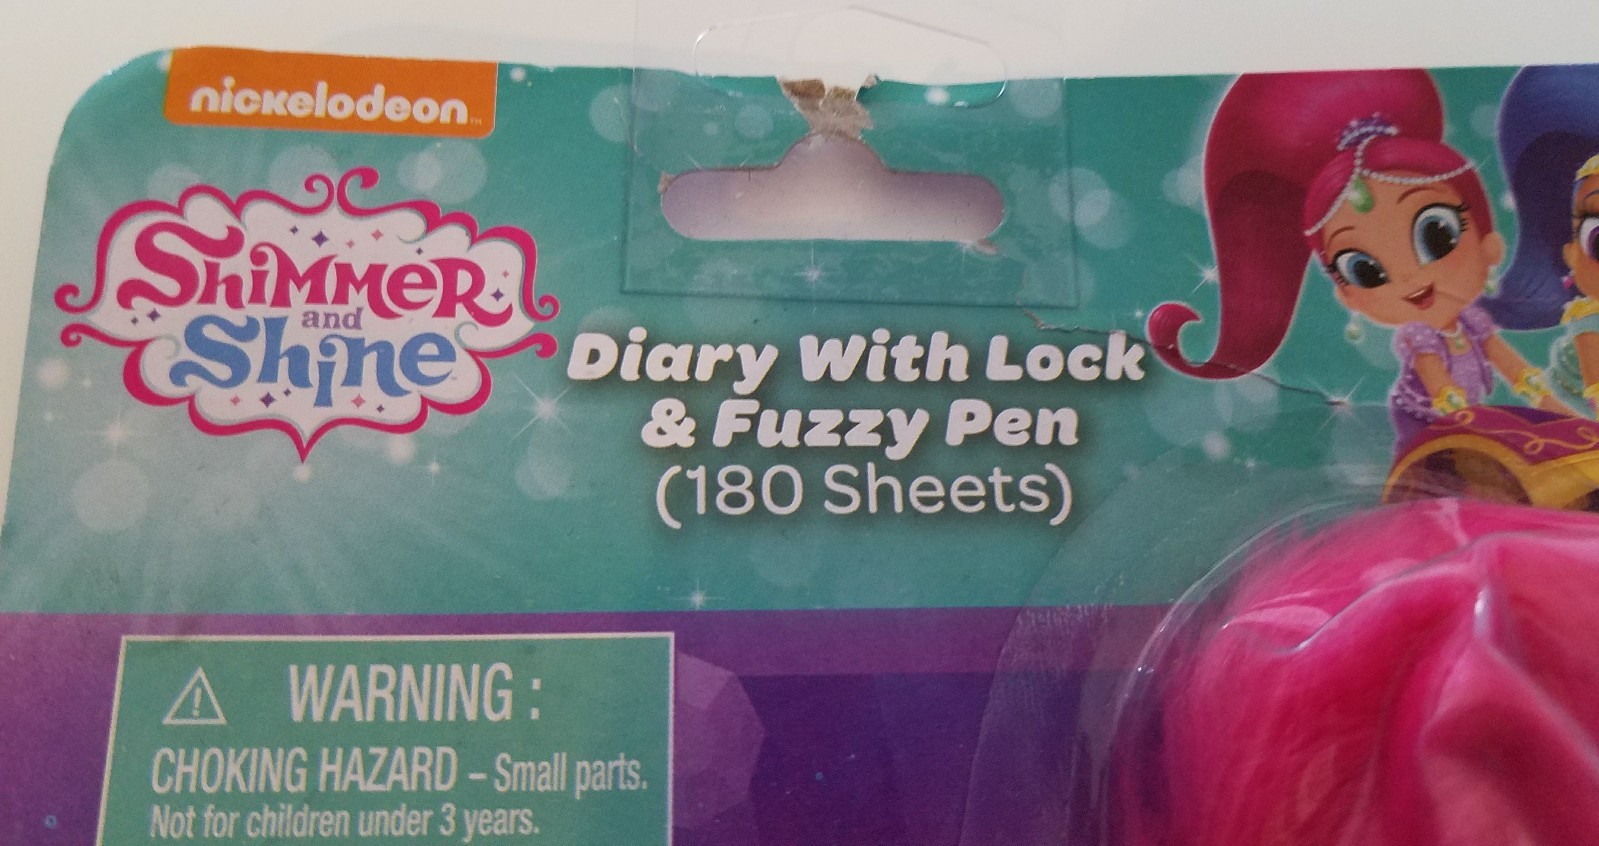 nickelodeon™
Shimmer
and
Shine
Diary With Lock
& Fuzzy Pen
(180 Sheets)
WARNING :
CHOKING HAZARD – Small parts.
Not for children under 3 years.